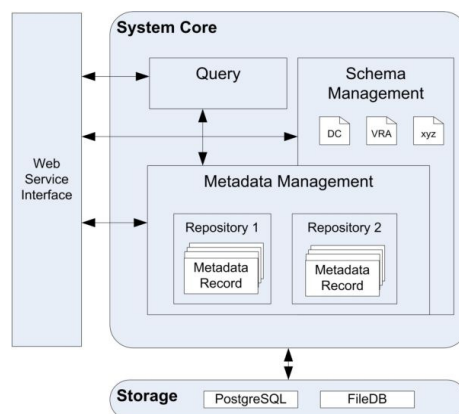 System Core
Query
Schema
Management
DC
VRA
xyz
Web
Service
Interface
Metadata Management
Repository 1
Metadata
Record
Repository 2
Metadata
Record
Storage
PostgreSQL
FileDB